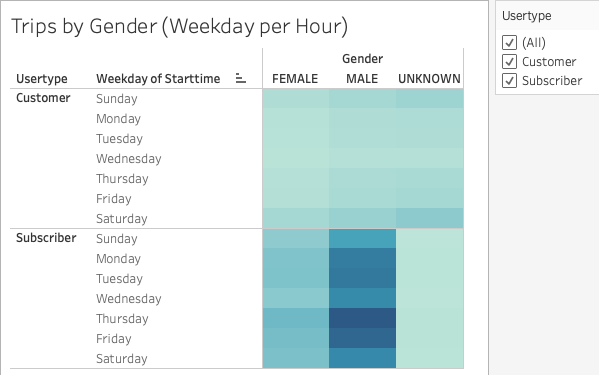 Trips by Gender (Weekday per Hour)
Usertype
(All)
Customer
Subscriber
Gender
Usertype Weekday of Starttime FEMALE MALE UNKNOWN
Customer Sunday
Monday
Tuesday
Wednesday
Thursday
Friday
Saturday
Subscriber Sunday
Monday
Tuesday
Wednesday
Thursday
Friday
Saturday